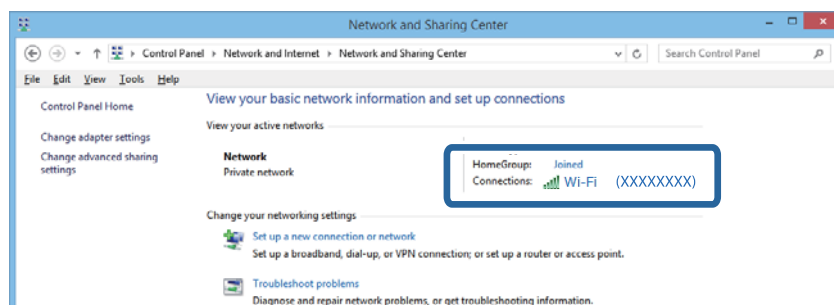 Network and Sharing Center
Control Panel Network and Internet Network and Sharing Center Search Control Panel
File Edit View Tools Help
Control Panel Home
Change adapter settings
Change advanced sharing
settings
View your basic network information and set up connections
View your active networks
Network
Private network
HomeGroup: Joined
Connections: Wi-Fi (XXXXXXXX)
Change your networking settings
Set up a new connection or network
Set up a broadband, dial-up, or VPN connection; or set up a router or access point.
Troubleshoot problems
Diagnose and repair network problems, or get troubleshooting information.